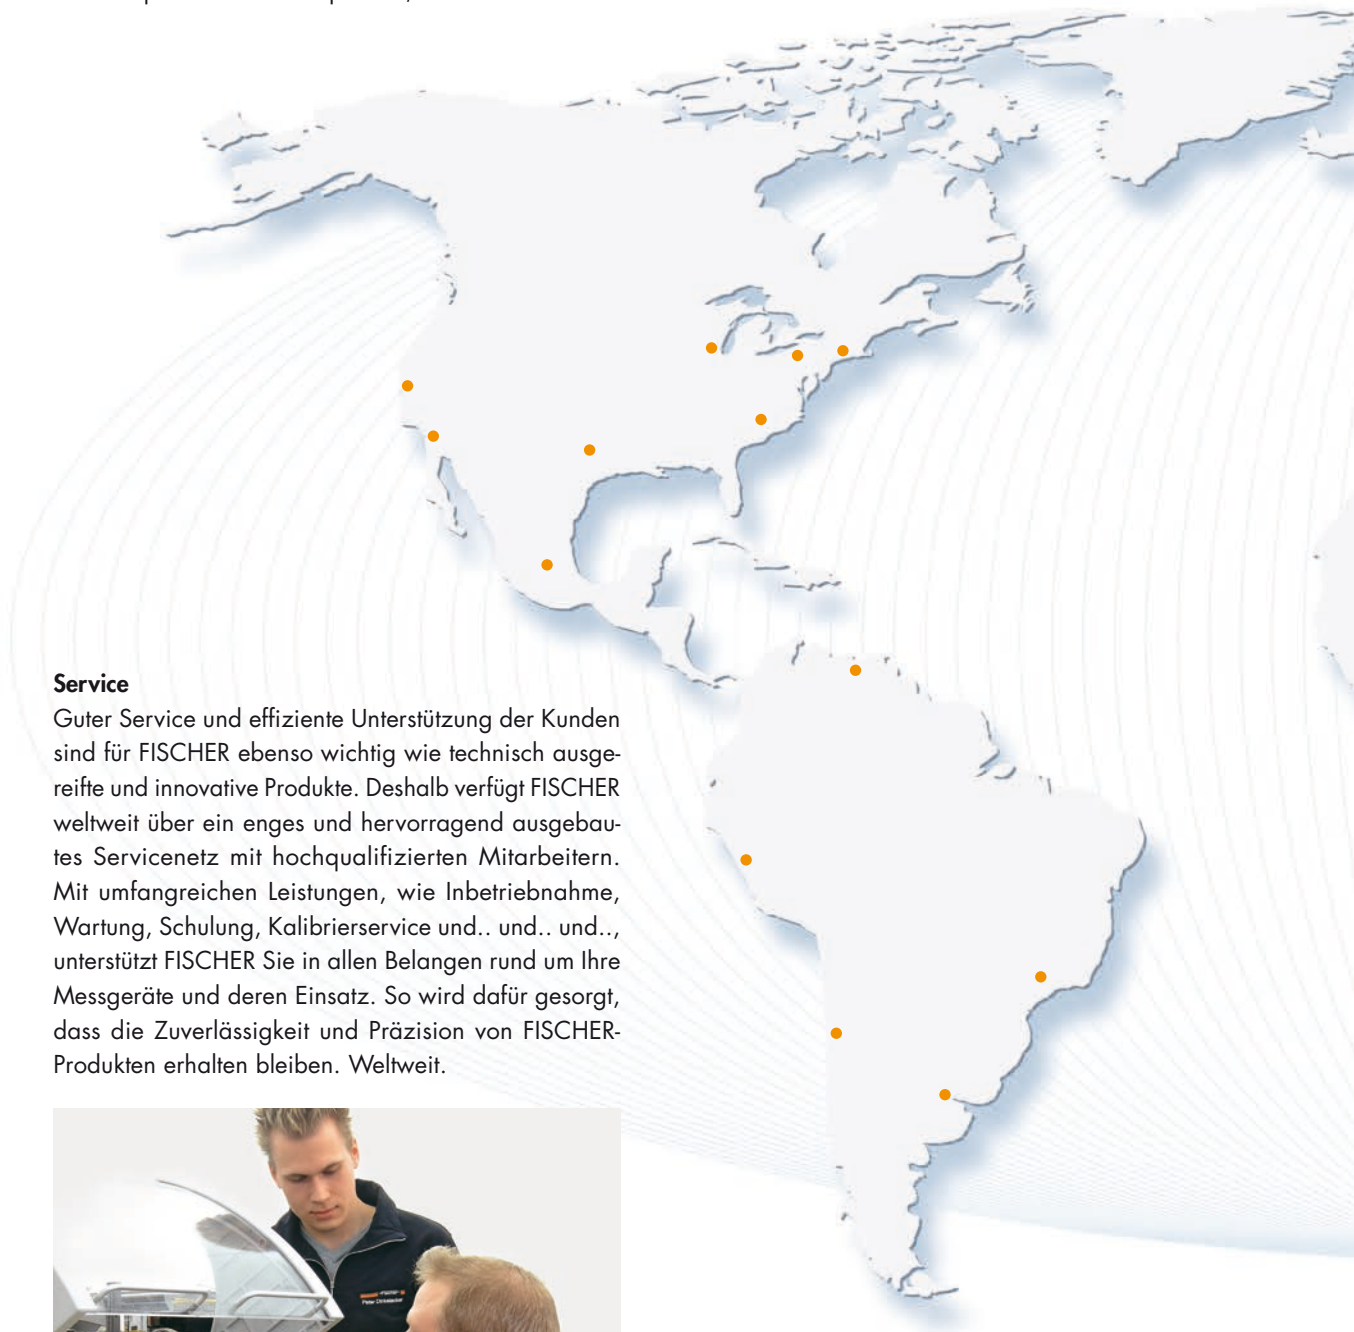 Service
Guter Service und effiziente Unterstützung der Kunden
sind für FISCHER ebenso wichtig wie technisch ausge-
reifte und innovative Produkte. Deshalb verfügt FISCHER
weltweit über ein enges und hervorragend ausgebau-
tes Servicenetz mit hochqualifizierten Mitarbeitern.
Mit umfangreichen Leistungen, wie Inbetriebnahme,
Wartung, Schulung, Kalibrierservice und.. und.. und..,
unterstützt FISCHER Sie in allen Belangen rund um Ihre
Messgeräte und deren Einsatz. So wird dafür gesorgt,
dass die Zuverlässigkeit und Präzision von FISCHER-
Produkten erhalten bleiben. Weltweit.
Peter